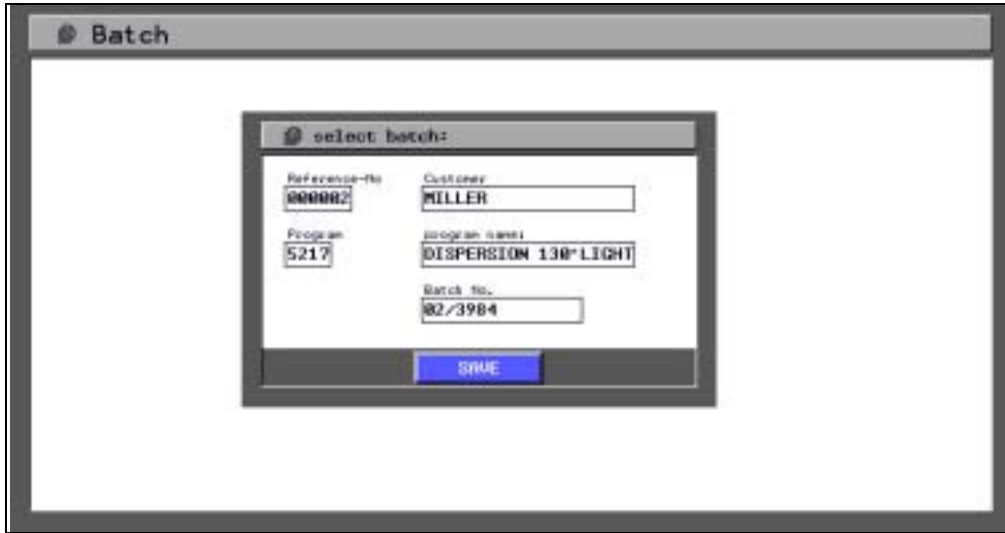 Batch
select batch:
Reference-No Customer
000002 MILLER
Program program name:
5217 DISPERSION 130°LIGHT
Batch No.
02/3984
SAVE